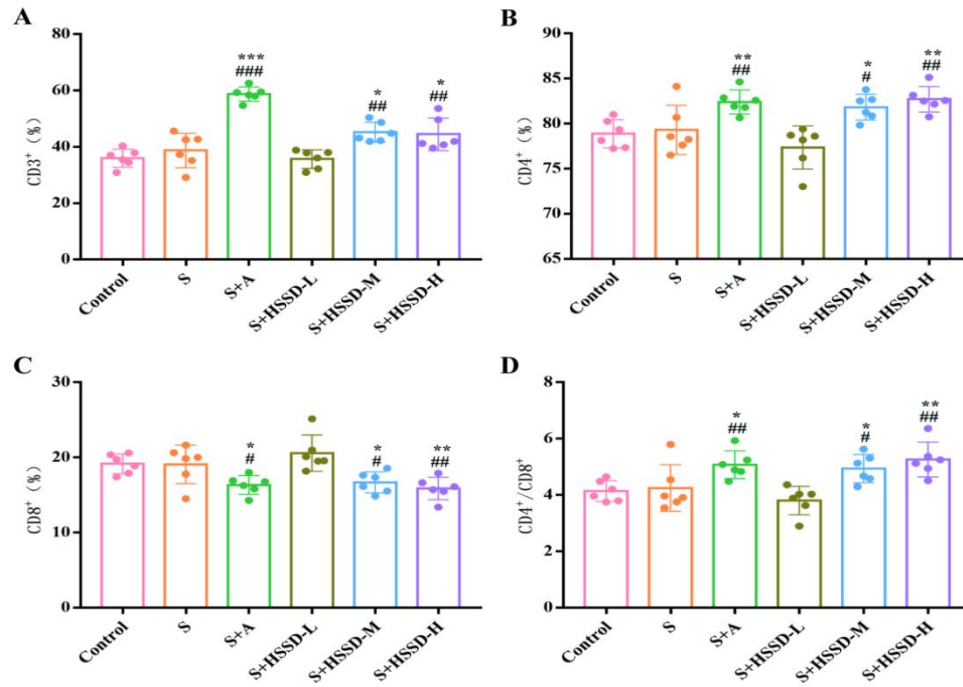 A
CD3⁺ (%)
80
60
40
20
0
***
###
*
##
*
##
Control
S
S+A
S+HSSD-L
S+HSSD-M
S+HSSD-H
B
CD4⁺ (%)
90
85
80
75
70
65
**
##
*
#
**
##
Control
S
S+A
S+HSSD-L
S+HSSD-M
S+HSSD-H
C
CD8⁺ (%)
30
20
10
0
*
#
*
#
**
##
Control
S
S+A
S+HSSD-L
S+HSSD-M
S+HSSD-H
D
CD4⁺/CD8⁺
8
6
4
2
0
*
##
*
#
**
##
Control
S
S+A
S+HSSD-L
S+HSSD-M
S+HSSD-H